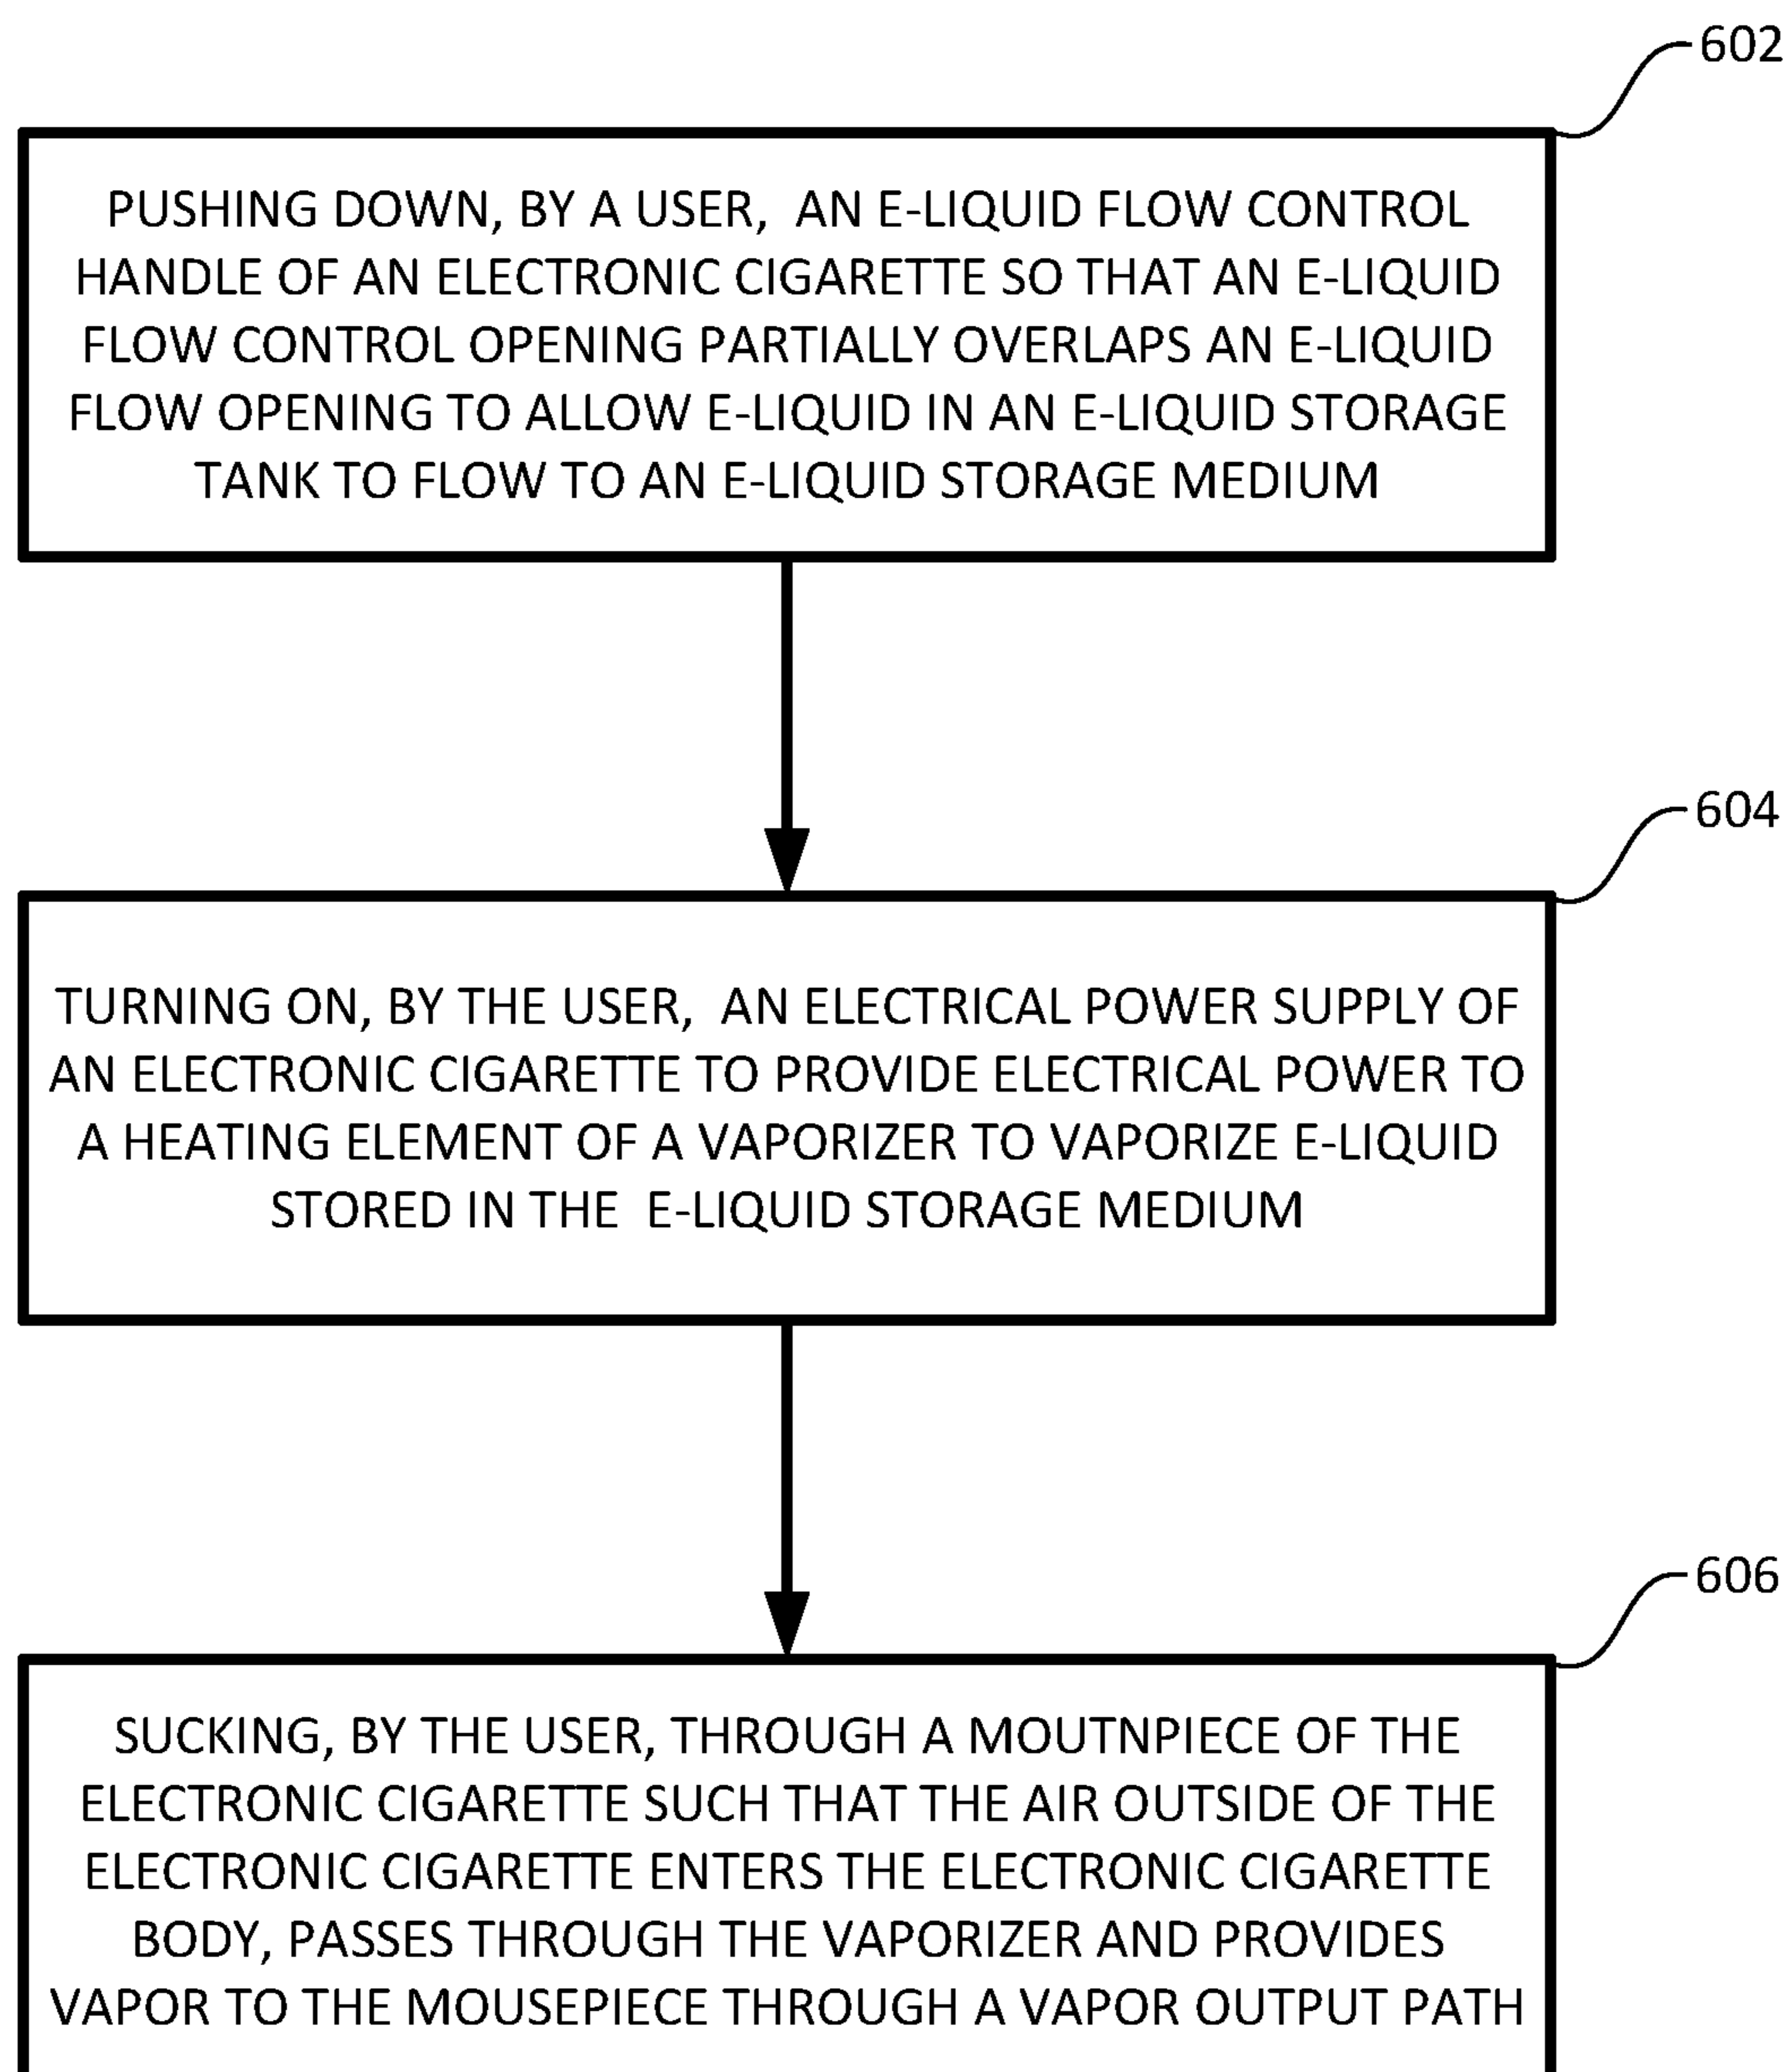 602
PUSHING DOWN, BY A USER, AN E-LIQUID FLOW CONTROL
HANDLE OF AN ELECTRONIC CIGARETTE SO THAT AN E-LIQUID
FLOW CONTROL OPENING PARTIALLY OVERLAPS AN E-LIQUID
FLOW OPENING TO ALLOW E-LIQUID IN AN E-LIQUID STORAGE
TANK TO FLOW TO AN E-LIQUID STORAGE MEDIUM
604
TURNING ON, BY THE USER, AN ELECTRICAL POWER SUPPLY OF
AN ELECTRONIC CIGARETTE TO PROVIDE ELECTRICAL POWER TO
A HEATING ELEMENT OF A VAPORIZER TO VAPORIZE E-LIQUID
STORED IN THE E-LIQUID STORAGE MEDIUM
606
SUCKING, BY THE USER, THROUGH A MOUTNPIECE OF THE
ELECTRONIC CIGARETTE SUCH THAT THE AIR OUTSIDE OF THE
ELECTRONIC CIGARETTE ENTERS THE ELECTRONIC CIGARETTE
BODY, PASSES THROUGH THE VAPORIZER AND PROVIDES
VAPOR TO THE MOUSEPIECE THROUGH A VAPOR OUTPUT PATH